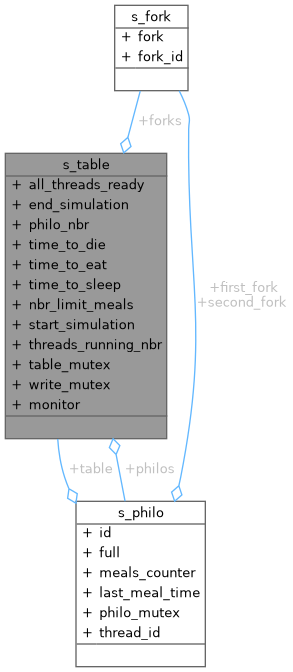 s_fork
+ fork
+ fork_id
+forks
s_table
+ all_threads_ready
+ end_simulation
+ philo_nbr
+ time_to_die
+ time_to_eat
+ time_to_sleep
+ nbr_limit_meals
+ start_simulation
+ threads_running_nbr
+ table_mutex
+ write_mutex
+ monitor
+first_fork
+second_fork
+table
+philos
s_philo
+ id
+ full
+ meals_counter
+ last_meal_time
+ philo_mutex
+ thread_id